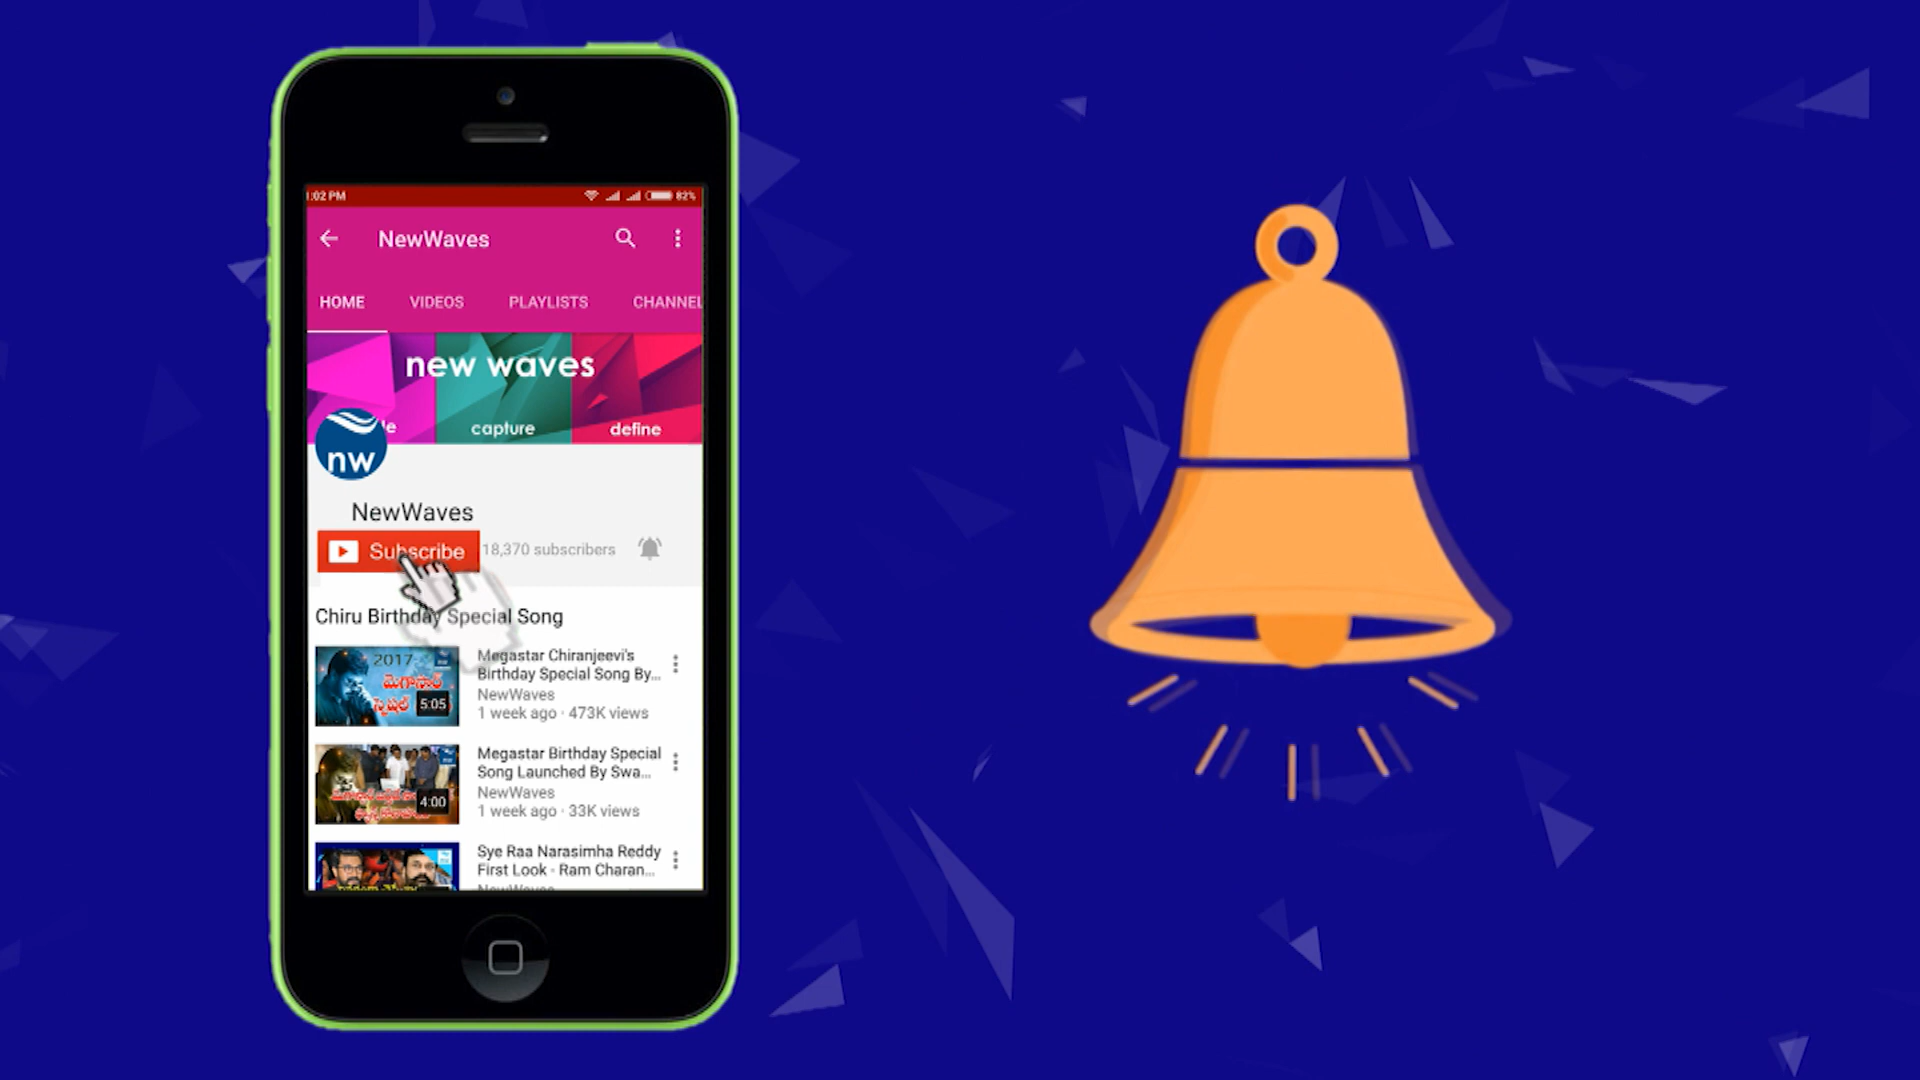 1:02 PM
82%
NewWaves
HOME
VIDEOS
PLAYLISTS
CHANNEL
new waves
capture
define
nw
NewWaves
Subscribe
18,370 subscribers
Chiru Birthday Special Song
2017
మెగాస్టార్
స్పెషల్
5:05
Megastar Chiranjeevi's
Birthday Special Song By...
NewWaves
1 week ago · 473K views
4:00
Megastar Birthday Special
Song Launched By Swa...
NewWaves
1 week ago · 33K views
Sye Raa Narasimha Reddy
First Look - Ram Charan...
NewWaves